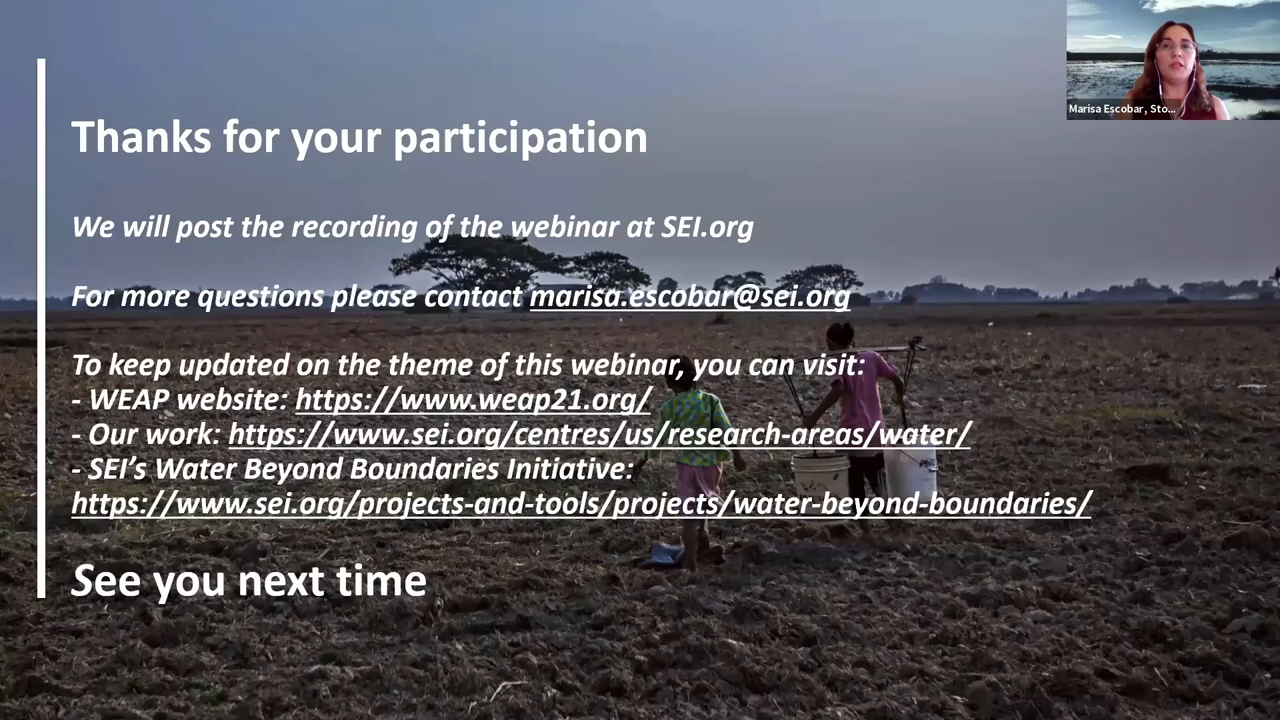 Marisa Escobar, Sto...
Thanks for your participation
We will post the recording of the webinar at SEI.org
For more questions please contact marisa.escobar@sei.org
To keep updated on the theme of this webinar, you can visit:
- WEAP website: https://www.weap21.org/
- Our work: https://www.sei.org/centres/us/research-areas/water/
- SEI’s Water Beyond Boundaries Initiative:
https://www.sei.org/projects-and-tools/projects/water-beyond-boundaries/
See you next time